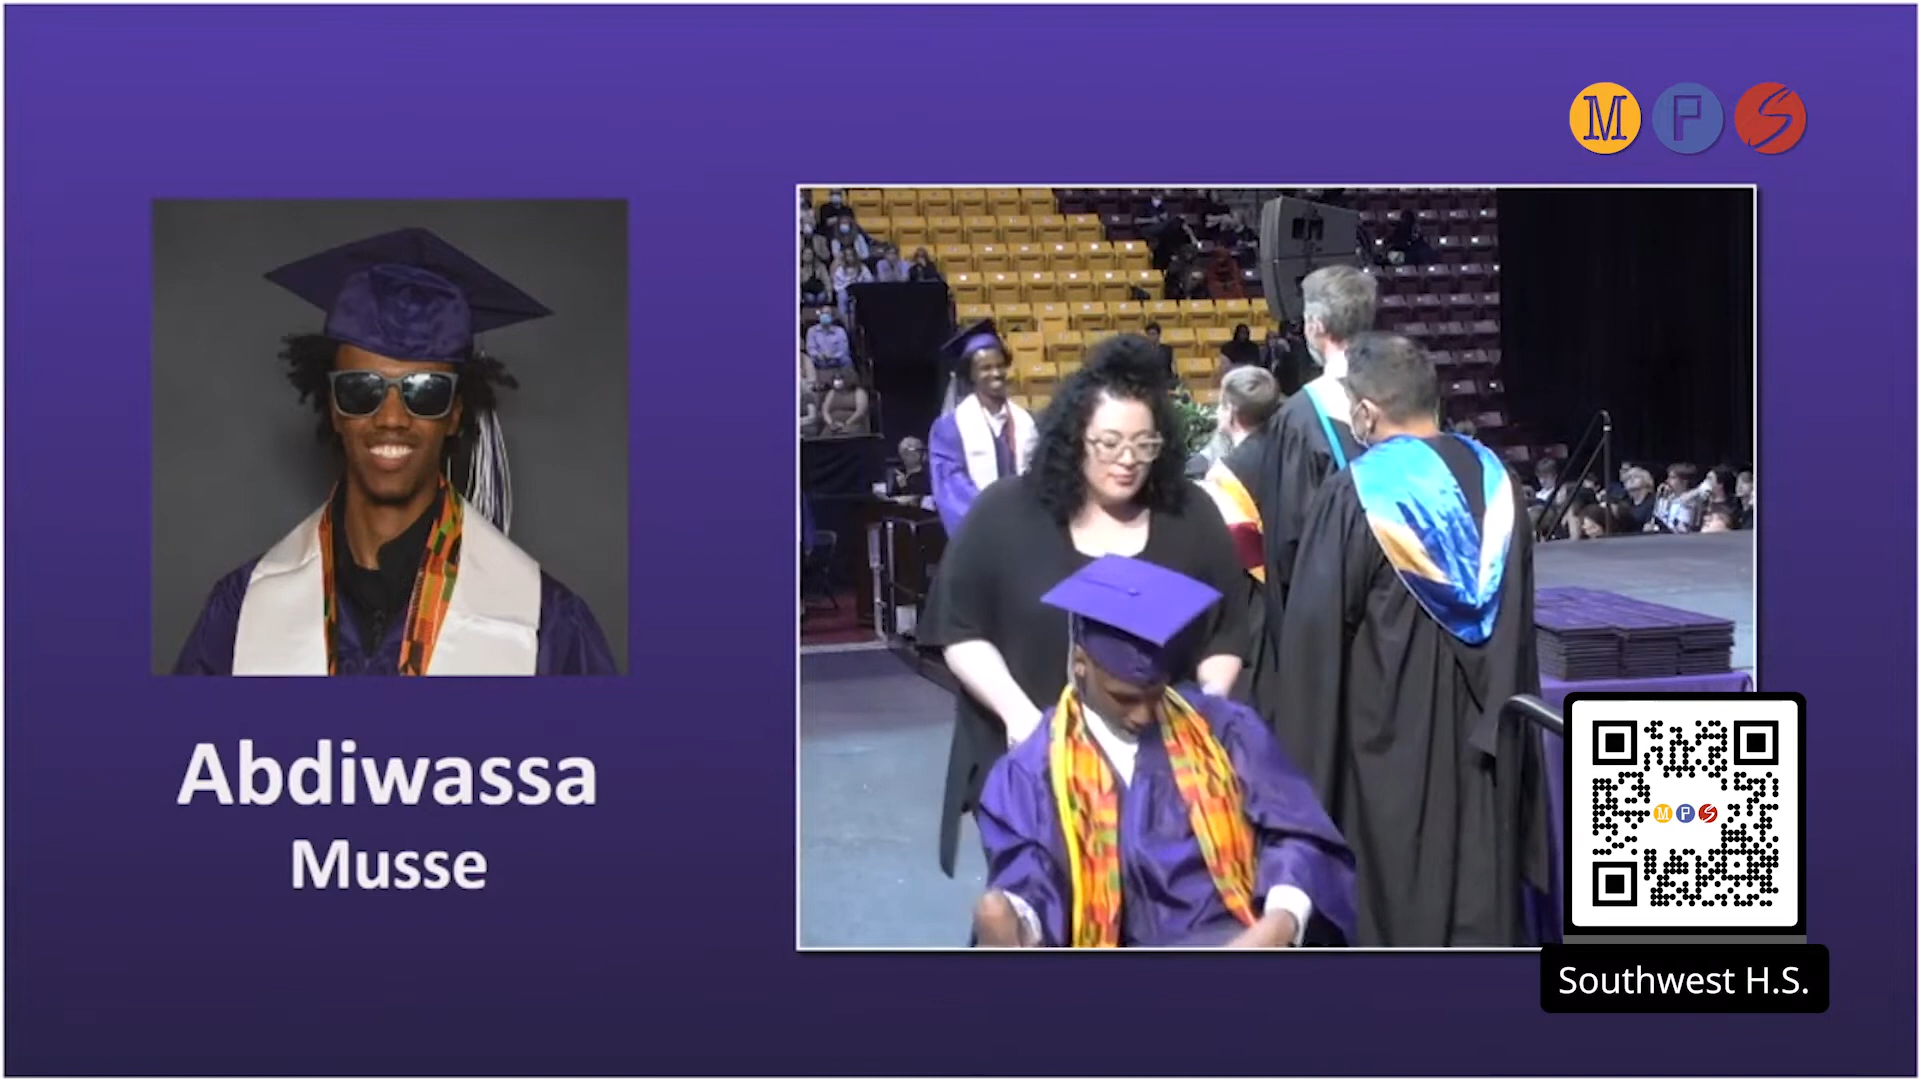 M P S
Abdiwassa
Musse
M P S
Southwest H.S.